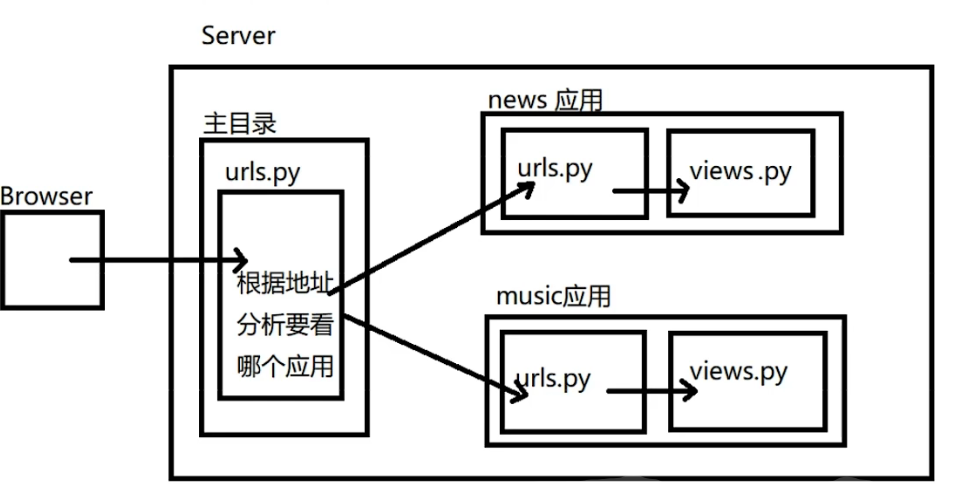 Server
主目录
urls.py
Browser
根据地址
分析要看
哪个应用
news 应用
urls.py
views .py
music应用
urls.py
views.py